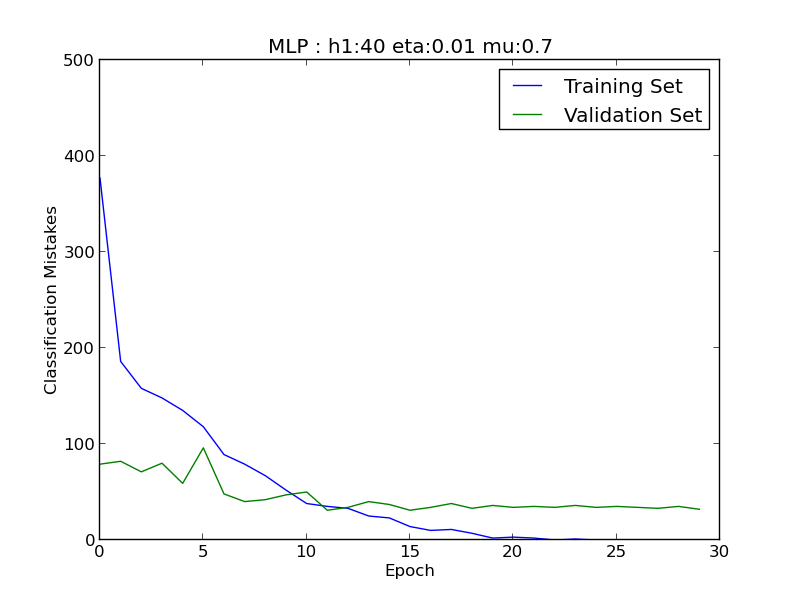 MLP : h1:40 eta:0.01 mu:0.7
500
400
300
200
100
0
Classification Mistakes
Training Set
Validation Set
0 5 10 15 20 25 30
Epoch